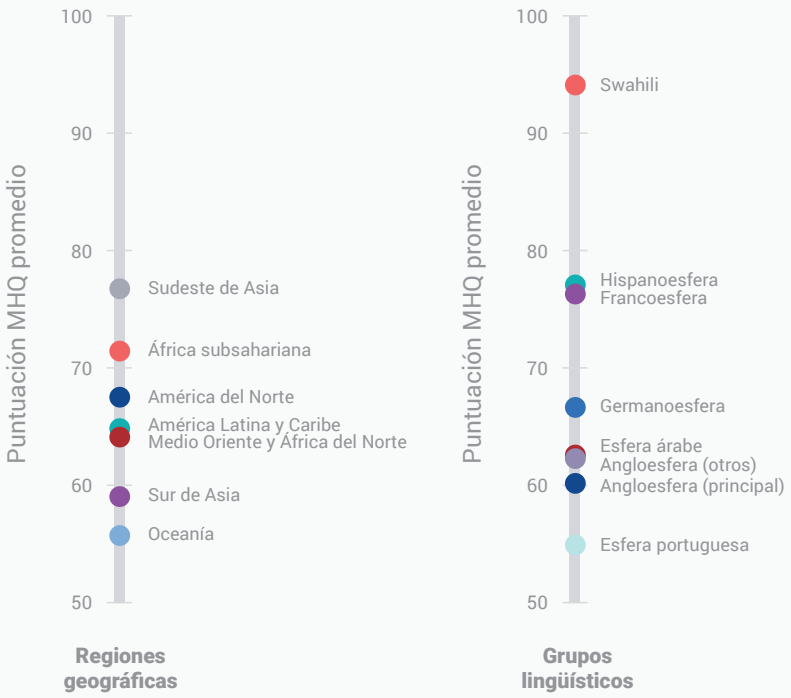 Puntuación MHQ promedio
100
90
80
70
60
50
Sudeste de Asia
África subsahariana
América del Norte
América Latina y Caribe
Medio Oriente y África del Norte
Sur de Asia
Oceanía
Regiones
geográficas
Puntuación MHQ promedio
100
90
80
70
60
50
Swahili
Hispanoesfera
Francoesfera
Germanoesfera
Esfera árabe
Angloesfera (otros)
Angloesfera (principal)
Esfera portuguesa
Grupos
lingüísticos